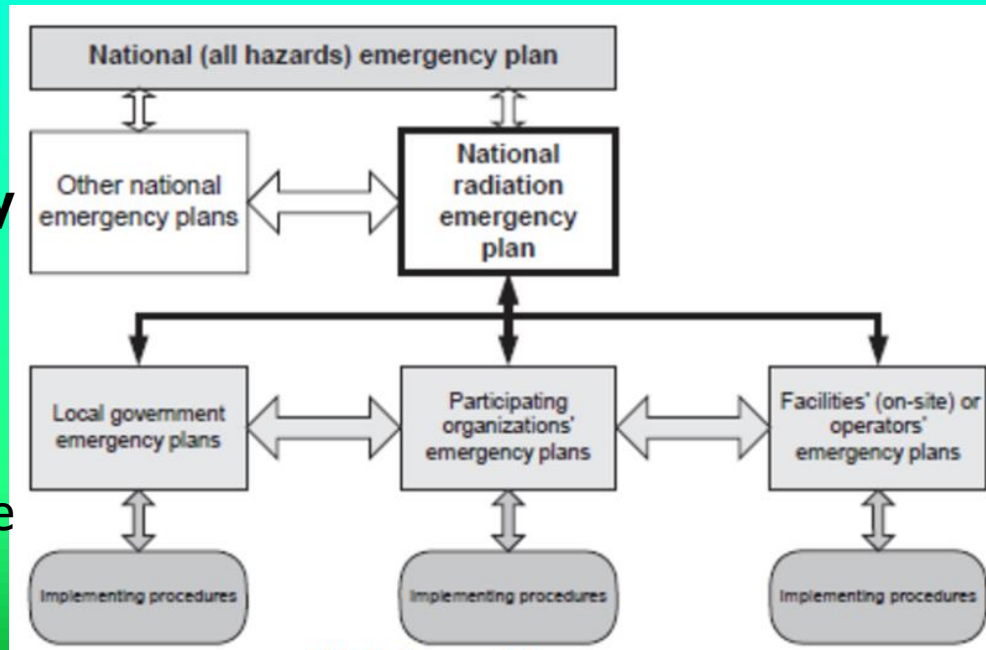 National (all hazards) emergency plan
Other national
emergency plans
National
radiation
emergency
plan
Local government
emergency plans
Participating
organizations'
emergency plans
Facilities' (on-site) or
operators'
emergency plans
Implementing procedures
Implementing procedures
Implementing procedures